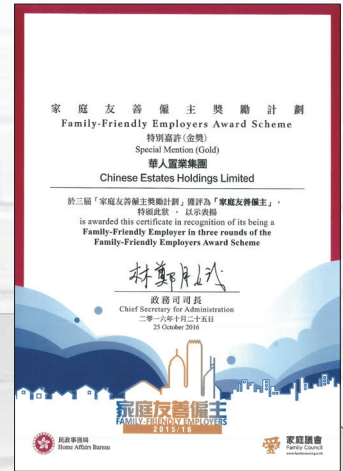 家庭友善僱主獎勵計劃
Family-Friendly Employers Award Scheme
特別嘉許(金獎)
Special Mention (Gold)
華人置業集團
Chinese Estates Holdings Limited
於三屆「家庭友善僱主獎勵計劃」獲評為「家庭友善僱主」，
特頒此狀，以示表揚
is awarded this certificate in recognition of its being a
Family-Friendly Employer in three rounds of the
Family-Friendly Employers Award Scheme
政務司司長
Chief Secretary for Administration
二零一六年十月二十五日
25 October 2016
家庭友善僱主
FAMILY-FRIENDLY EMPLOYERS
2015/16
民政事務局
Home Affairs Bureau
家庭議會
Family Council